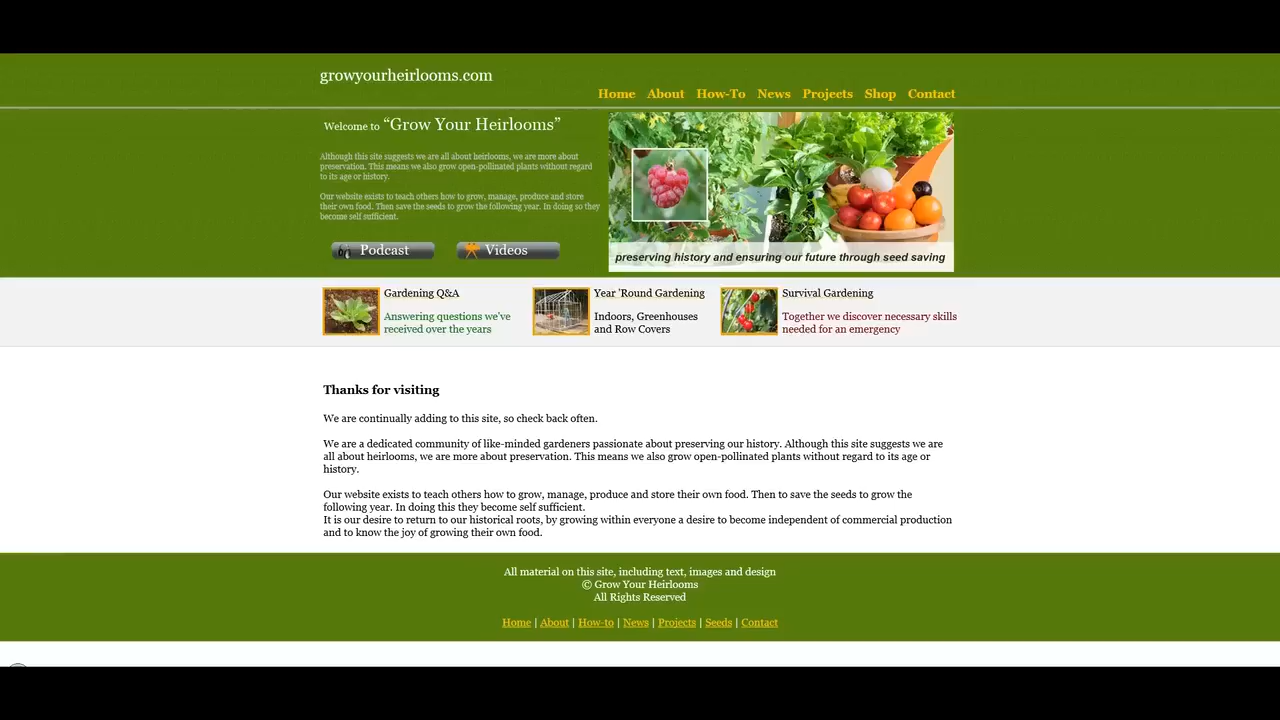 growyourheirlooms.com
Home About How-To News Projects Shop Contact
Welcome to “Grow Your Heirlooms”
Although this site suggests we are all about heirlooms, we are more about
preservation. This means we also grow open-pollinated plants without regard
to its age or history.
Our website exists to teach others how to grow, manage, produce and store
their own food. Then save the seeds to grow the following year. In doing so they
become self sufficient.
Podcast Videos
preserving history and ensuring our future through seed saving
Gardening Q&A
Answering questions we've
received over the years
Year 'Round Gardening
Indoors, Greenhouses
and Row Covers
Survival Gardening
Together we discover necessary skills
needed for an emergency
Thanks for visiting
We are continually adding to this site, so check back often.
We are a dedicated community of like-minded gardeners passionate about preserving our history. Although this site suggests we are
all about heirlooms, we are more about preservation. This means we also grow open-pollinated plants without regard to its age or
history.
Our website exists to teach others how to grow, manage, produce and store their own food. Then to save the seeds to grow the
following year. In doing this they become self sufficient.
It is our desire to return to our historical roots, by growing within everyone a desire to become independent of commercial production
and to know the joy of growing their own food.
All material on this site, including text, images and design
© Grow Your Heirlooms
All Rights Reserved
Home | About | How-to | News | Projects | Seeds | Contact